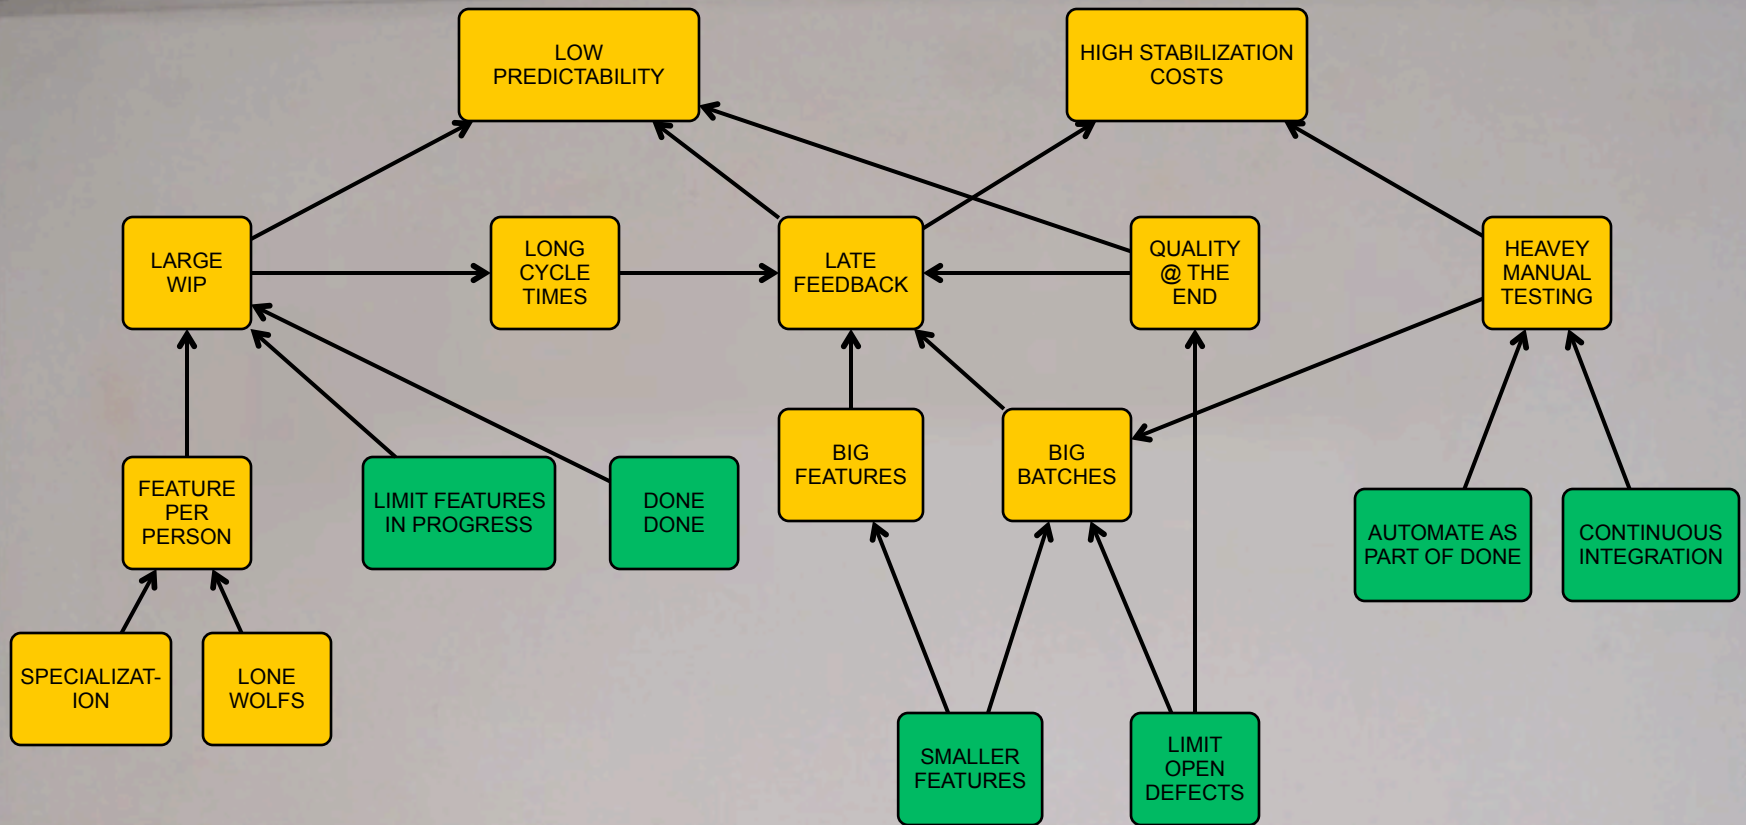 LOW
PREDICTABILITY
HIGH STABILIZATION
COSTS
LARGE
WIP
LONG
CYCLE
TIMES
LATE
FEEDBACK
QUALITY
@ THE
END
HEAVEY
MANUAL
TESTING
FEATURE
PER
PERSON
LIMIT FEATURES
IN PROGRESS
DONE
DONE
BIG
FEATURES
BIG
BATCHES
AUTOMATE AS
PART OF DONE
CONTINUOUS
INTEGRATION
SPECIALIZAT-
ION
LONE
WOLFS
SMALLER
FEATURES
LIMIT
OPEN
DEFECTS